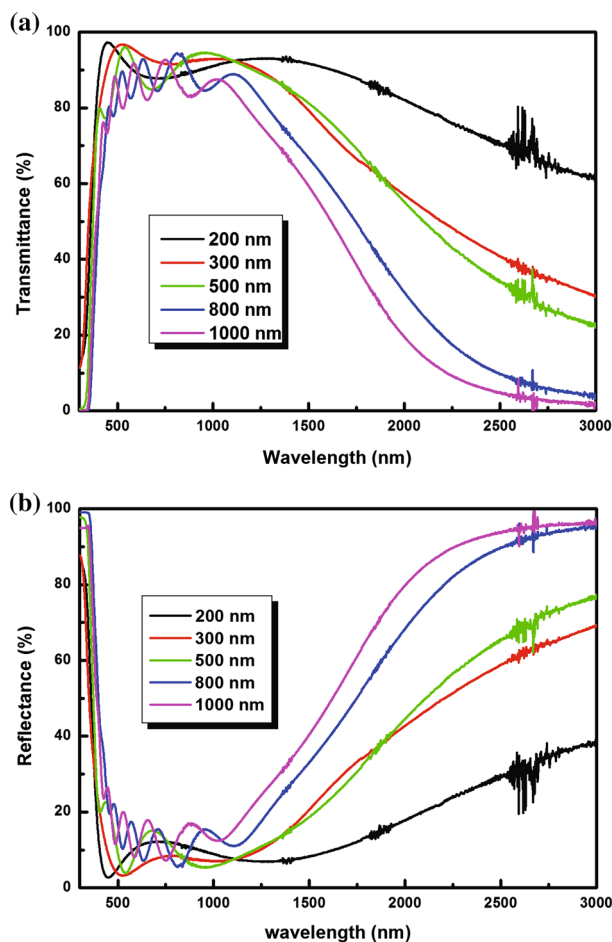 (a)
100
80
60
40
20
0
Transmittance (%)
200 nm
300 nm
500 nm
800 nm
1000 nm
500 1000 1500 2000 2500 3000
Wavelength (nm)
(b)
100
80
60
40
20
0
Reflectance (%)
200 nm
300 nm
500 nm
800 nm
1000 nm
500 1000 1500 2000 2500 3000
wavelength (nm)